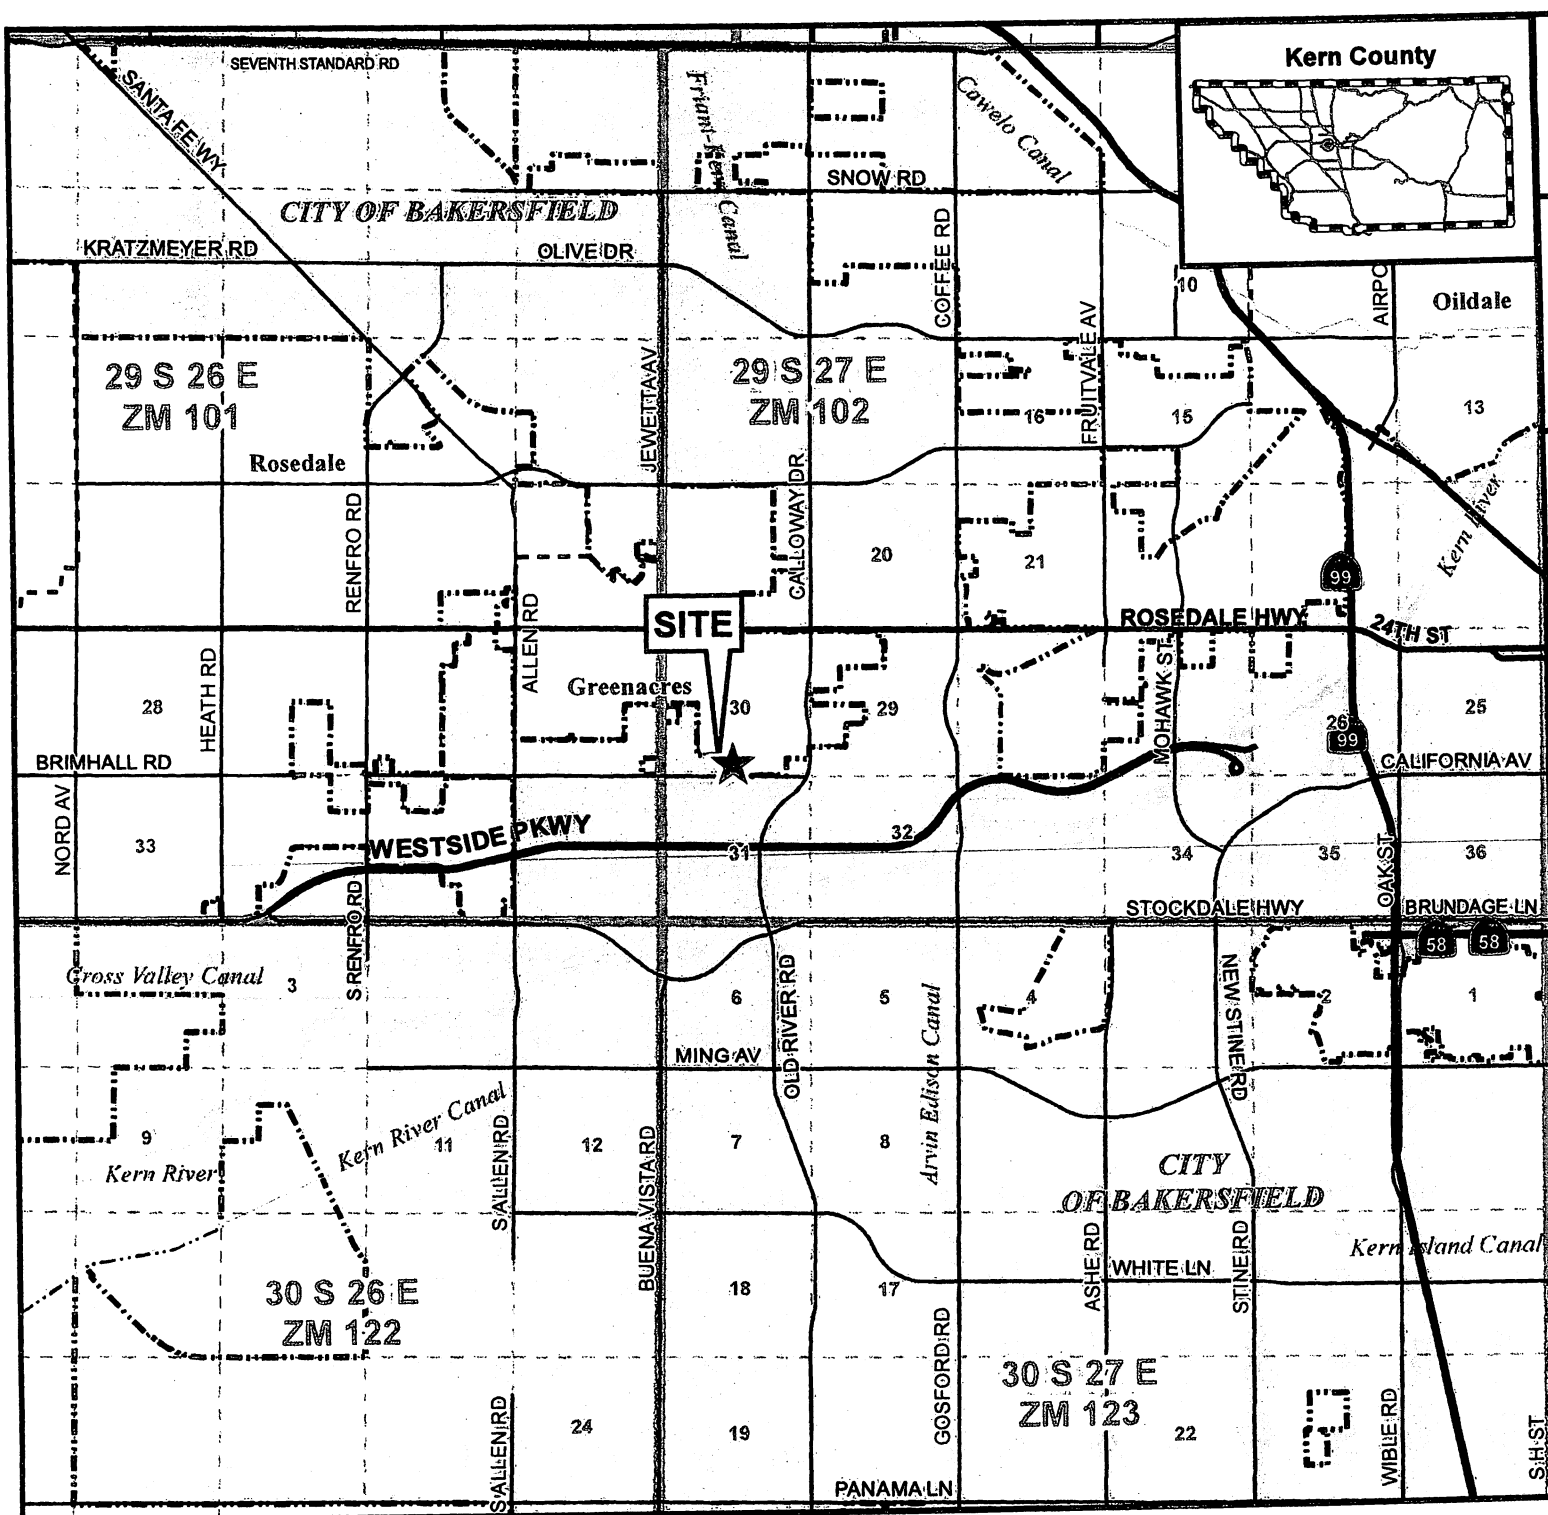 Kern County
SEVENTH STANDARD RD
SANTA FE WY
Friant-Kern Canal
Cawelo Canal
SNOW RD
CITY OF BAKERSFIELD
KRATZMEYER RD
OLIVE DR
COFFEE RD
10
AIRPO
Oildale
FRUITVALE AV
JEWETTA AV
29 S 26 E
ZM 101
29 S 27 E
ZM 102
16
15
13
Rosedale
CALLOWAY DR
RENFRO RD
Kern River
20
21
99
ALLEN RD
SITE
ROSEDALE HWY
24TH ST
HEATH RD
Greenacres
MOHAWK ST
28
30
29
26
25
99
BRIMHALL RD
CALIFORNIA AV
NORD AV
WESTSIDE PKWY
33
31
32
34
35
36
OAK ST
S RENFRO RD
STOCKDALE HWY
BRUNDAGE LN
58
58
Cross Valley Canal
3
6
5
4
2
1
OLD RIVER RD
Arvin Edison Canal
NEW STINE RD
MING AV
Kern River Canal
9
11
12
7
8
Kern River
S ALLEN RD
BUENA VISTA RD
CITY
OF BAKERSFIELD
Kern Island Canal
ASHE RD
WHITE LN
STINE RD
30 S 26 E
ZM 122
18
17
GOSFORD RD
30 S 27 E
ZM 123
S ALLEN RD
24
19
22
WIBLE RD
S H ST
PANAMA LN